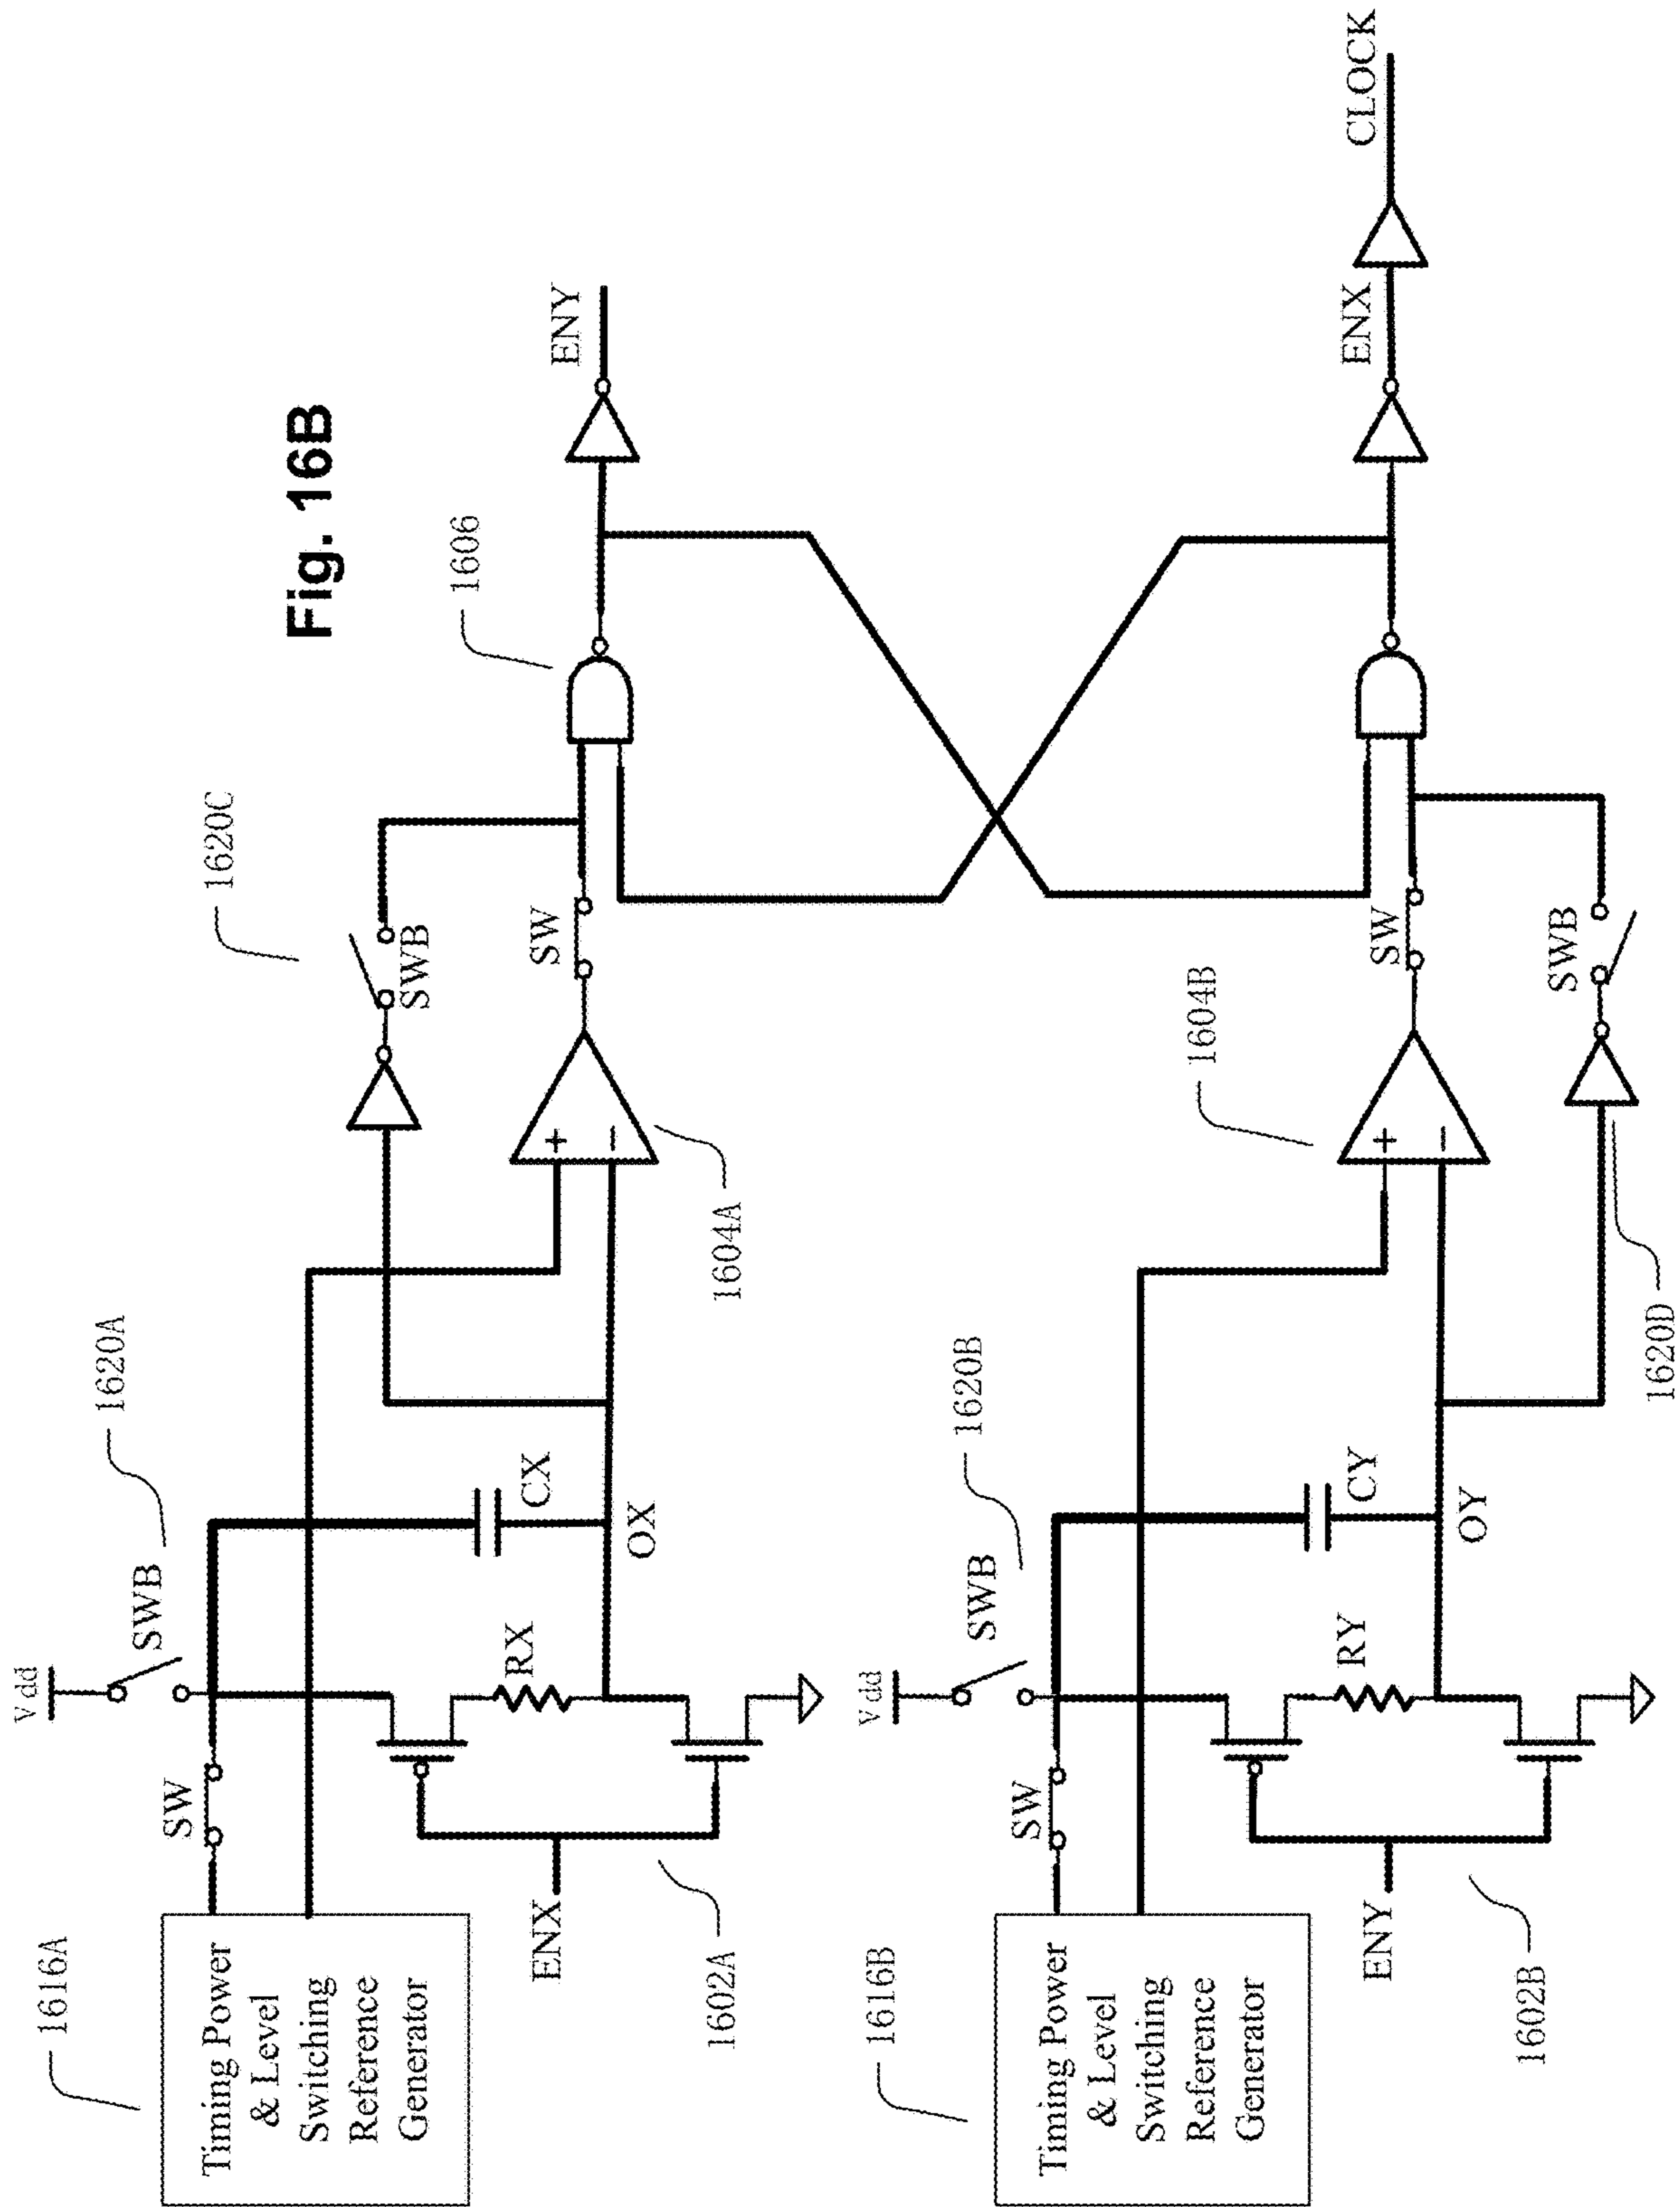 Fig. 16B
1616A
Timing Power
& Level
Switching
Reference
Generator
SW
Vdd
SWB
1620A
ENX
1602A
RX
CX
OX
1604A
+
−
SWB
1620C
SW
1606
ENY
1616B
Timing Power
& Level
Switching
Reference
Generator
SW
Vdd
SWB
1620B
ENY
1602B
RY
CY
OY
1604B
+
−
SW
SWB
1620D
ENX
CLOCK